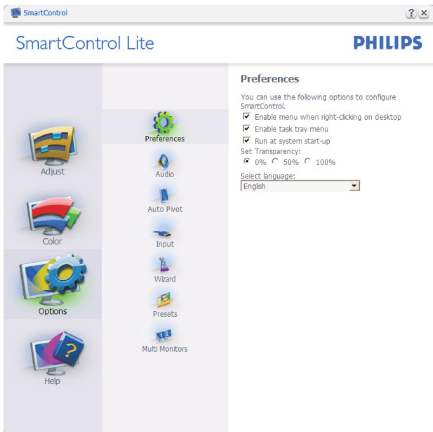 SmartControl
SmartControl Lite
PHILIPS
Adjust
Color
Options
Help
Preferences
Audio
Auto Pivot
Input
Wizard
Presets
Multi Monitors
Preferences
You can use the following options to configure
SmartControl.
Enable menu when right-clicking on desktop
Enable task tray menu
Run at system start-up
Set Transparency:
0% 50% 100%
Select language:
English